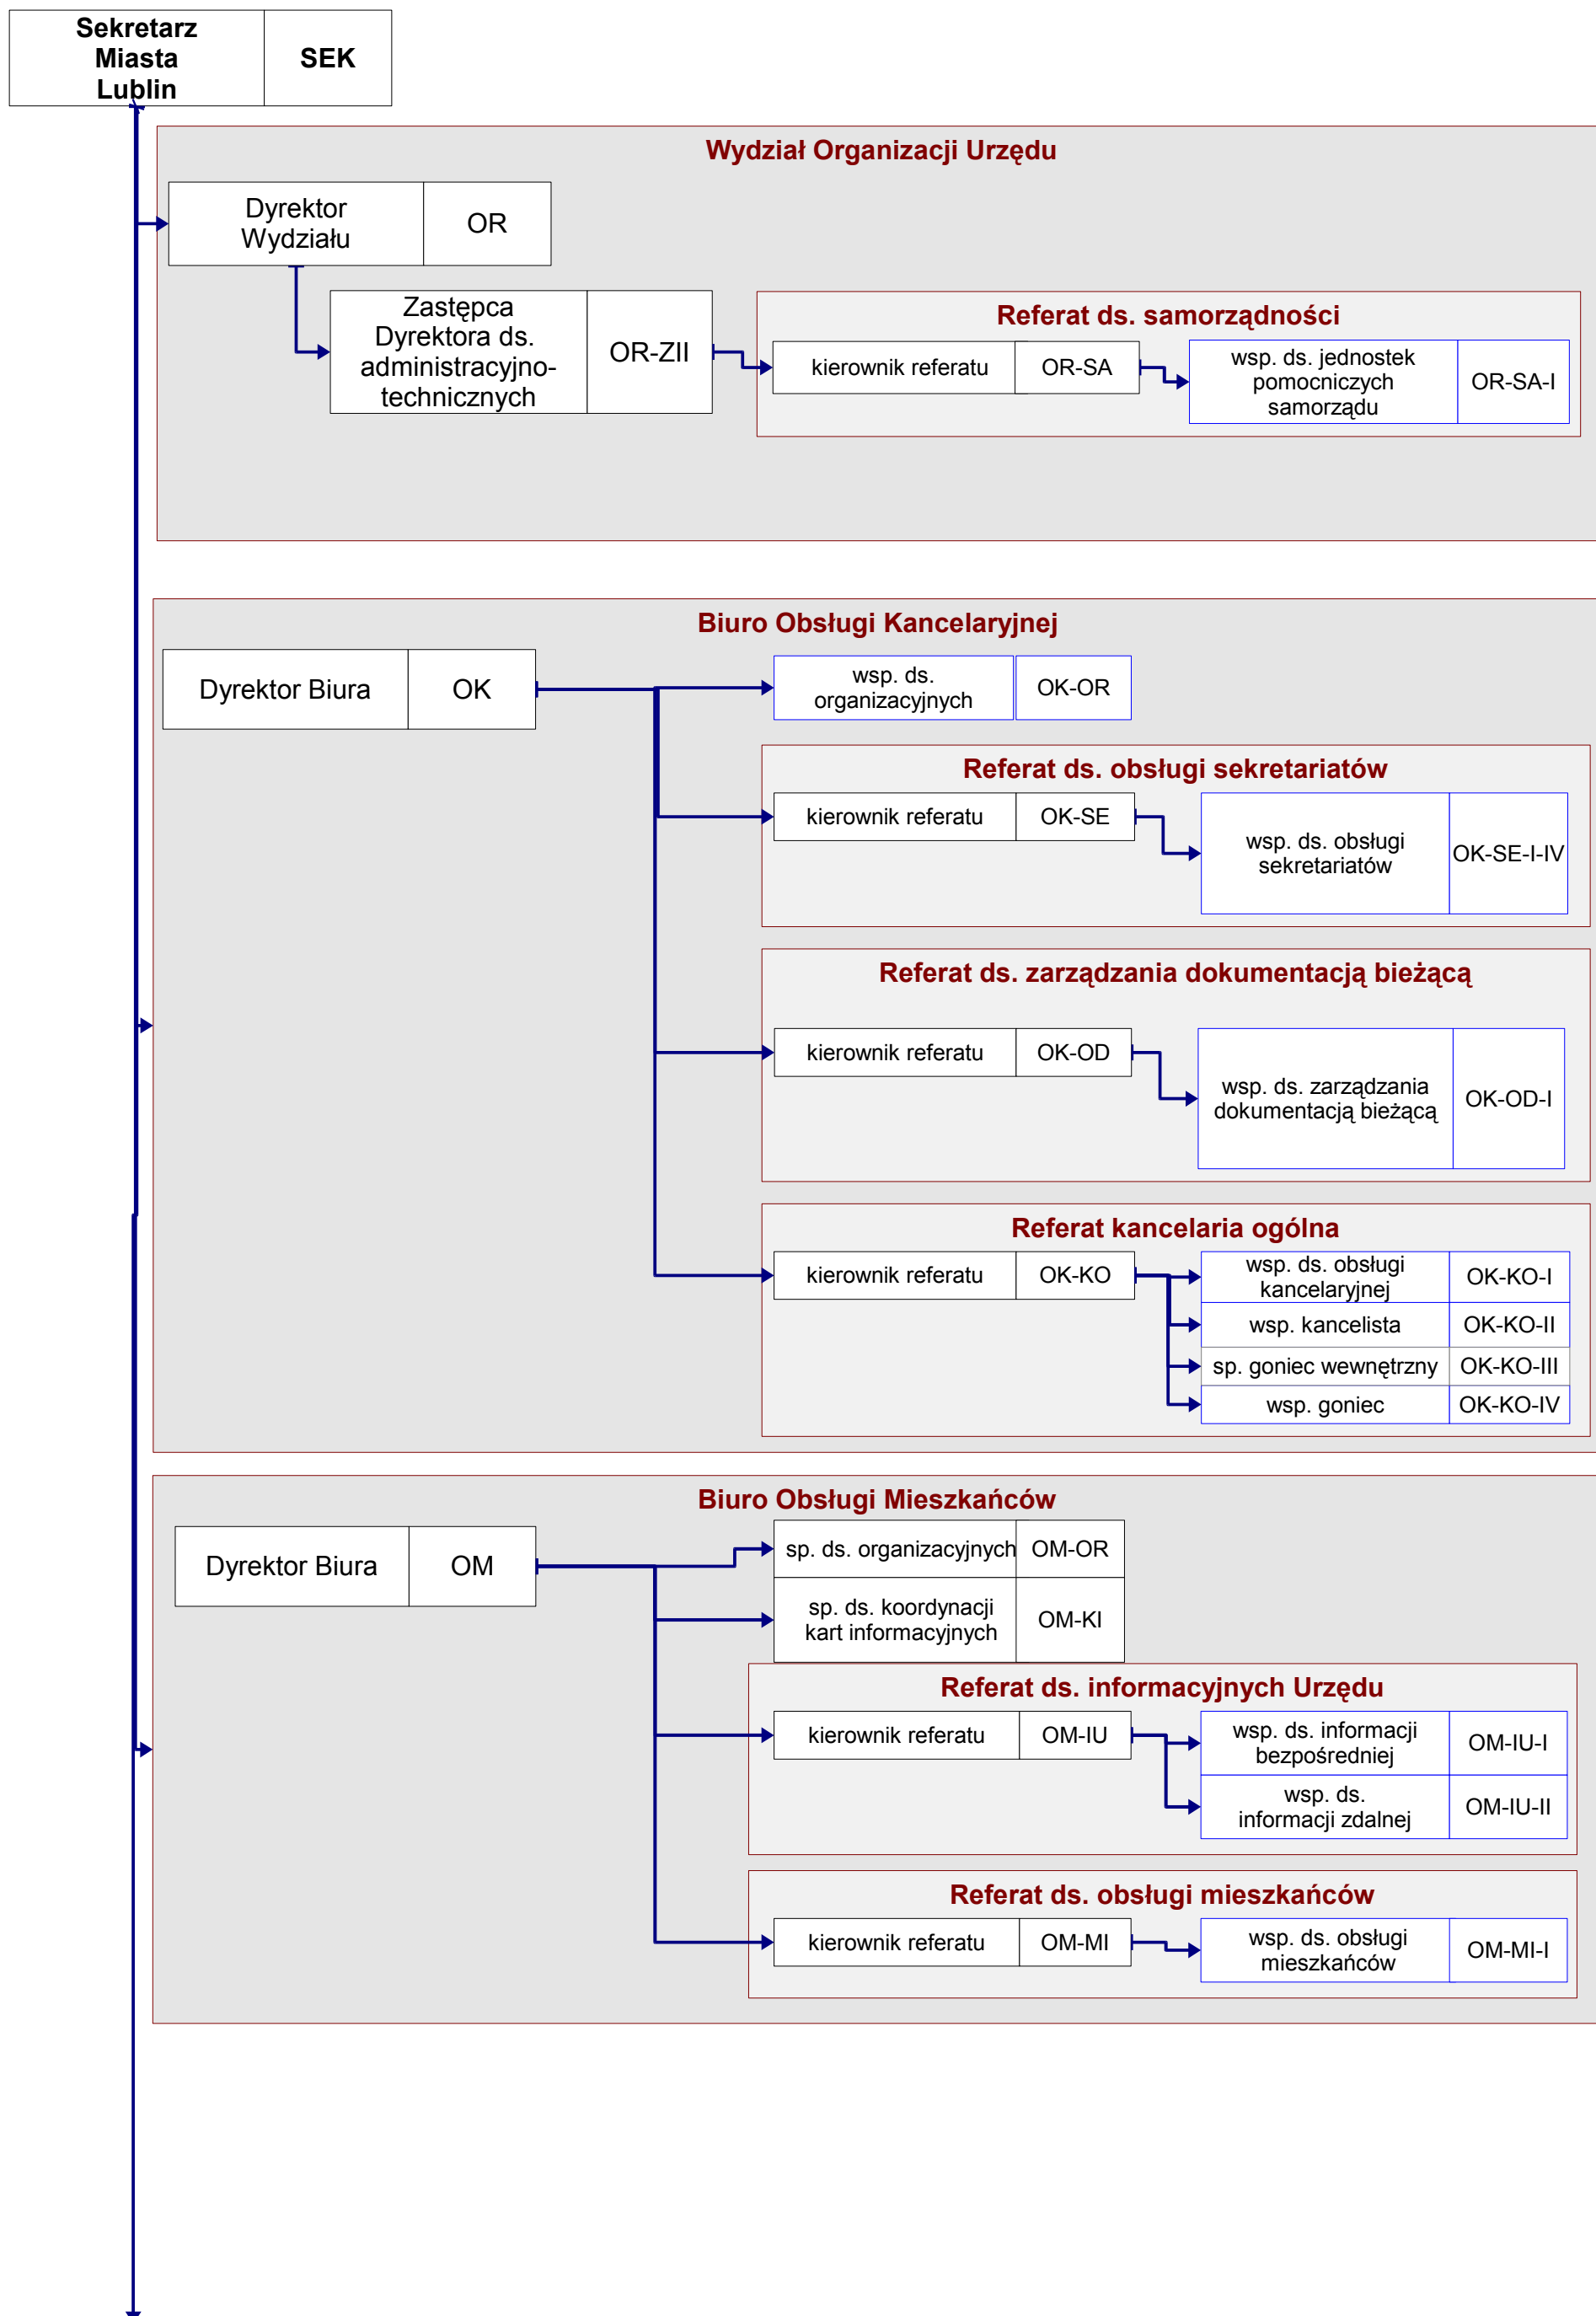 Sekretarz
Miasta
Lublin
SEK
Wydział Organizacji Urzędu
Dyrektor
Wydziału
OR
Zastępca
Dyrektora ds.
administracyjno-
technicznych
OR-ZII
Referat ds. samorządności
kierownik referatu
OR-SA
wsp. ds. jednostek
pomocniczych
samorządu
OR-SA-I
Biuro Obsługi Kancelaryjnej
Dyrektor Biura
OK
wsp. ds.
organizacyjnych
OK-OR
Referat ds. obsługi sekretariatów
kierownik referatu
OK-SE
wsp. ds. obsługi
sekretariatów
OK-SE-I-IV
Referat ds. zarządzania dokumentacją bieżącą
kierownik referatu
OK-OD
wsp. ds. zarządzania
dokumentacją bieżącą
OK-OD-I
Referat kancelaria ogólna
kierownik referatu
OK-KO
wsp. ds. obsługi
kancelaryjnej
OK-KO-I
wsp. kancelista
OK-KO-II
sp. goniec wewnętrzny
OK-KO-III
wsp. goniec
OK-KO-IV
Biuro Obsługi Mieszkańców
Dyrektor Biura
OM
sp. ds. organizacyjnych
OM-OR
sp. ds. koordynacji
kart informacyjnych
OM-KI
Referat ds. informacyjnych Urzędu
kierownik referatu
OM-IU
wsp. ds. informacji
bezpośredniej
OM-IU-I
wsp. ds.
informacji zdalnej
OM-IU-II
Referat ds. obsługi mieszkańców
kierownik referatu
OM-MI
wsp. ds. obsługi
mieszkańców
OM-MI-I